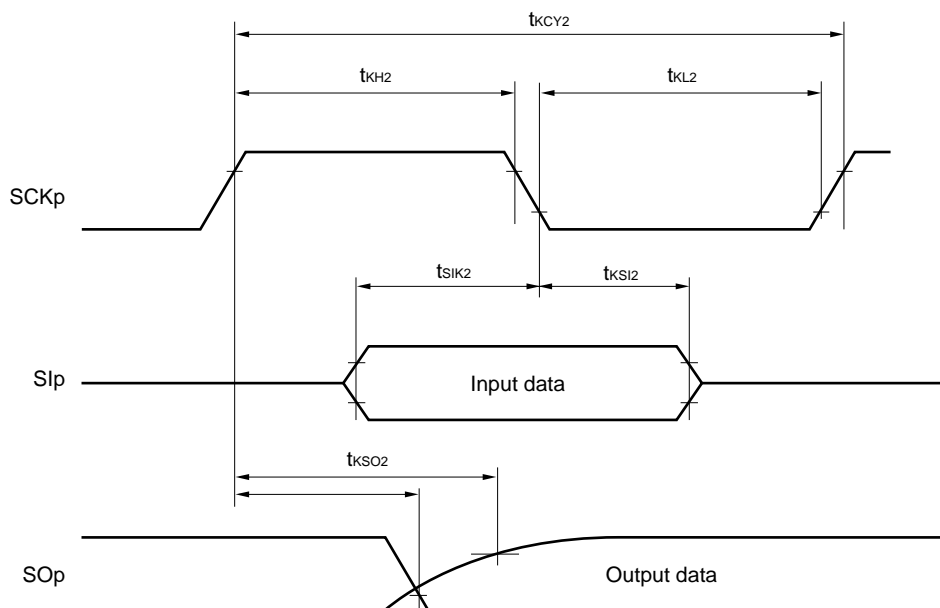 tKCY2
tKH2
tKL2
SCKp
tSIK2
tKSI2
SIp
Input data
tKSO2
SOp
Output data